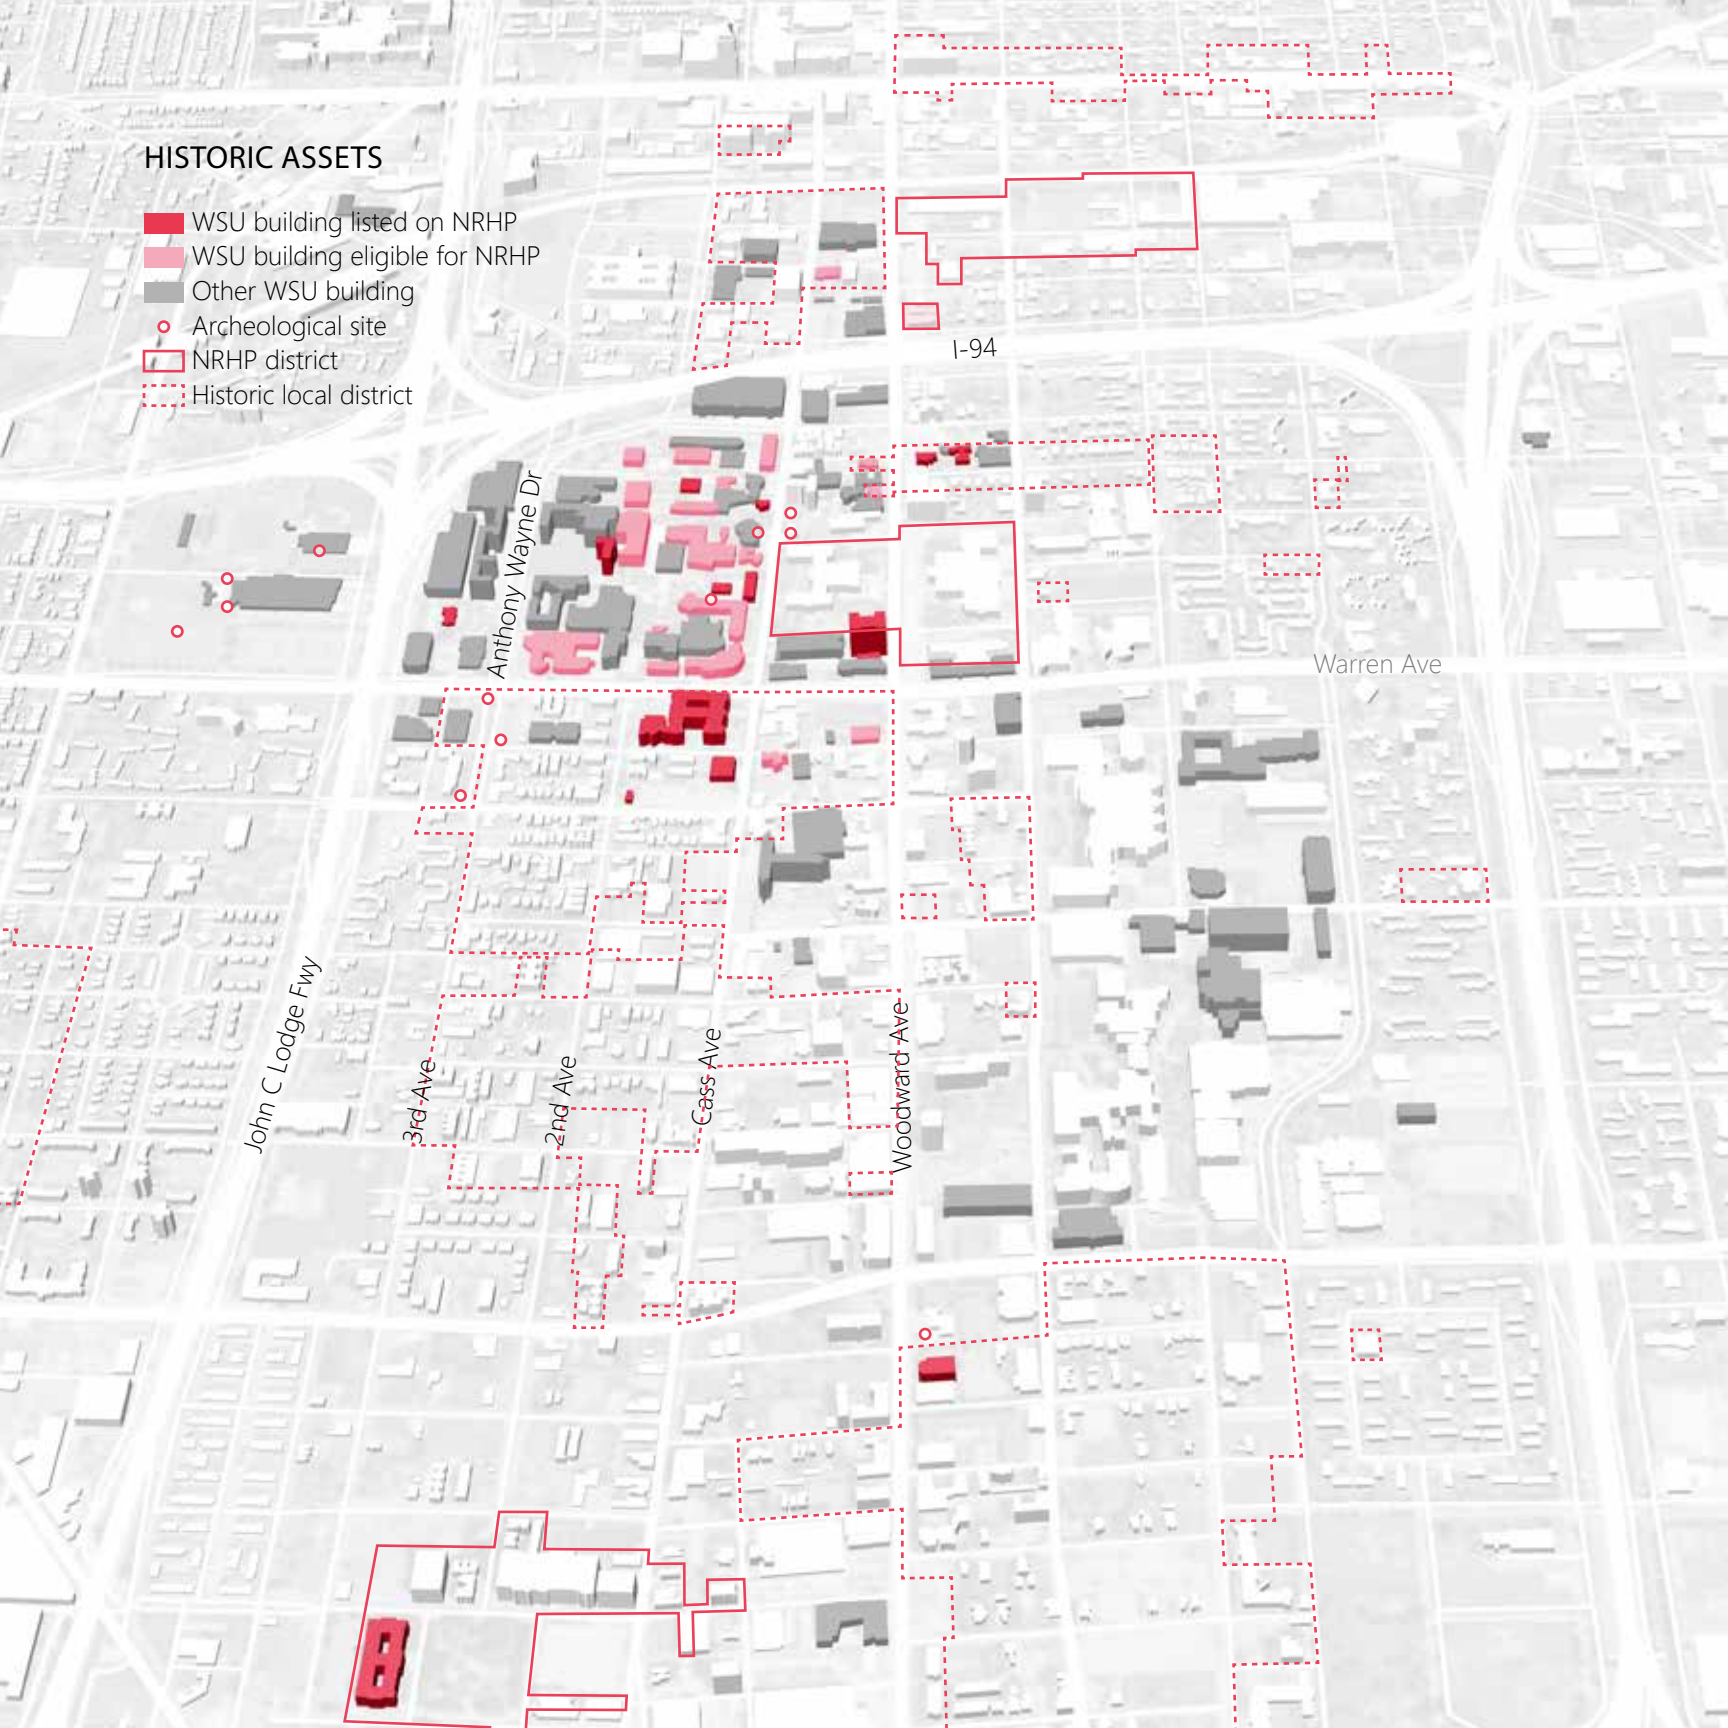 HISTORIC ASSETS
WSU building listed on NRHP
WSU building eligible for NRHP
Other WSU building
Archeological site
NRHP district
Historic local district
I-94
Anthony Wayne Dr
Warren Ave
John C Lodge Fwy
3rd Ave
2nd Ave
Cass Ave
Woodward Ave